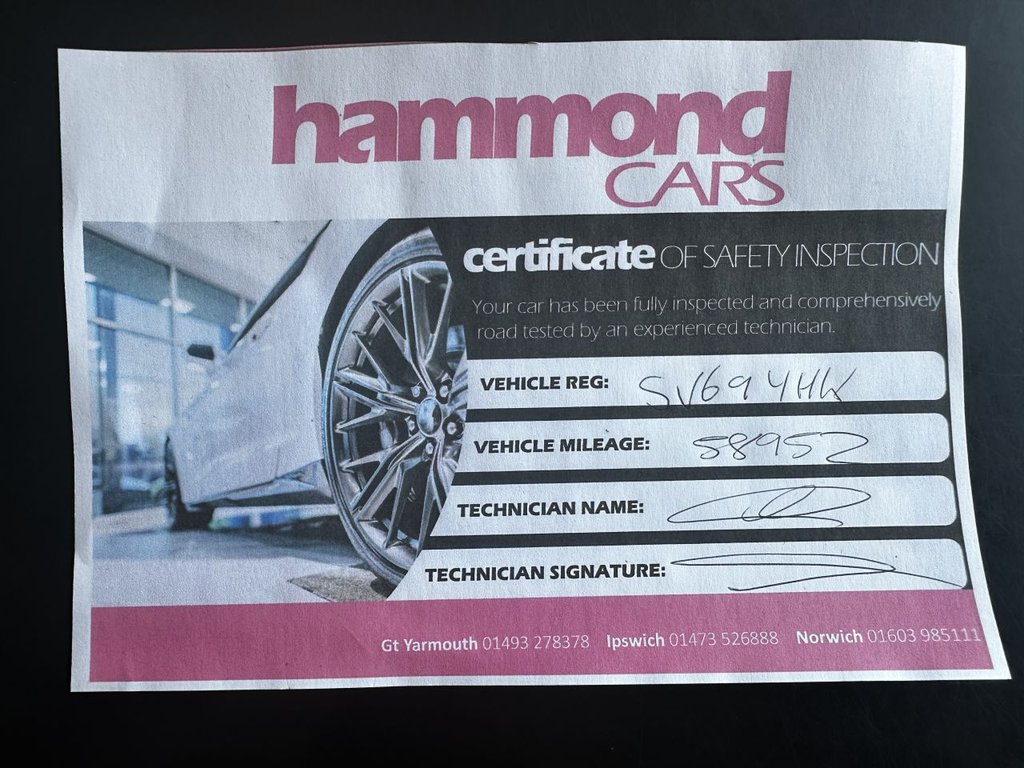 hammond
CARS
certificate OF SAFETY INSPECTION
Your car has been fully inspected and comprehensively
road tested by an experienced technician.
VEHICLE REG: SV69 YHK
VEHICLE MILEAGE: 58952
TECHNICIAN NAME:
TECHNICIAN SIGNATURE:
Gt Yarmouth 01493 278378 Ipswich 01473 526888 Norwich 01603 985111